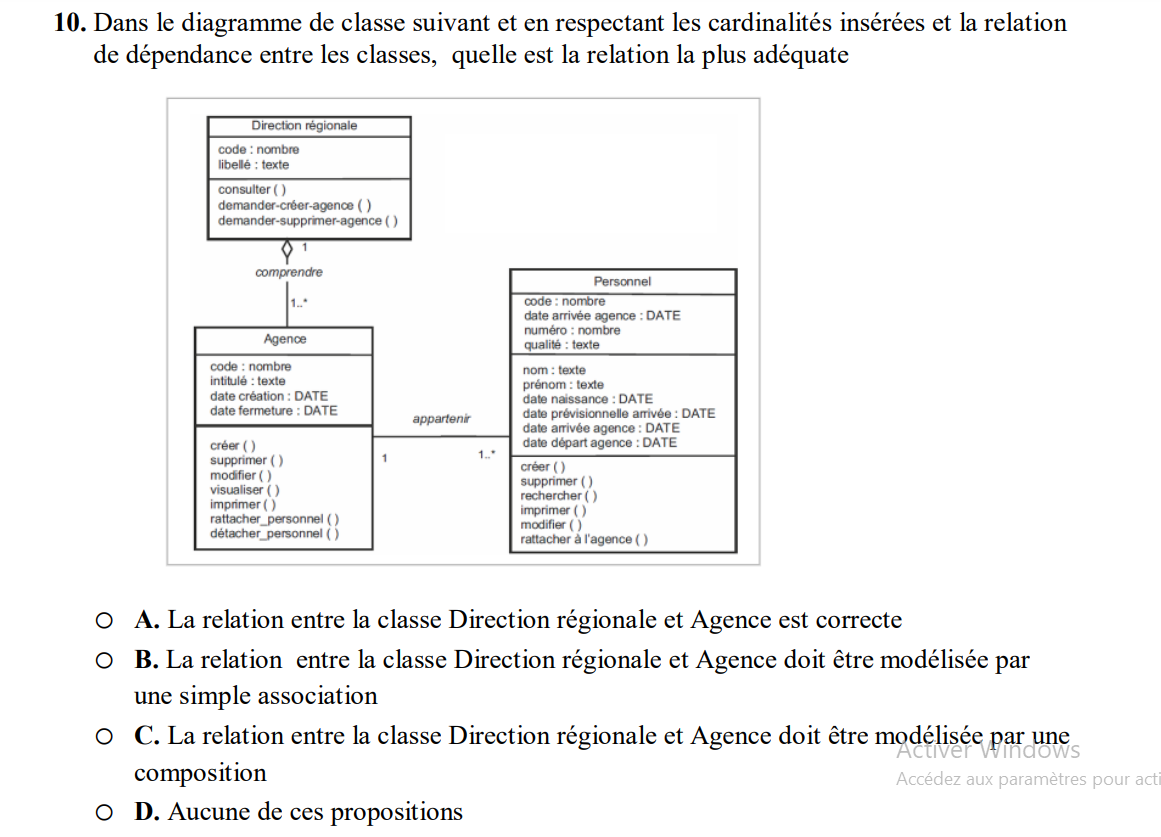 10. Dans le diagramme de classe suivant et en respectant les cardinalités insérées et la relation
de dépendance entre les classes, quelle est la relation la plus adéquate
Direction régionale
code : nombre
libellé : texte
consulter ( )
demander-créer-agence ( )
demander-supprimer-agence ( )
1
comprendre
1..*
Agence
code : nombre
intitulé : texte
date création : DATE
date fermeture : DATE
créer ( )
supprimer ( )
modifier ( )
visualiser ( )
imprimer ( )
rattacher_personnel ( )
détacher_personnel ( )
appartenir
1
1..*
Personnel
code : nombre
date arrivée agence : DATE
numéro : nombre
qualité : texte
nom : texte
prénom : texte
date naissance : DATE
date prévisionnelle arrivée : DATE
date arrivée agence : DATE
date départ agence : DATE
créer ( )
supprimer ( )
rechercher ( )
imprimer ( )
modifier ( )
rattacher à l'agence ( )
A. La relation entre la classe Direction régionale et Agence est correcte
B. La relation entre la classe Direction régionale et Agence doit être modélisée par
une simple association
C. La relation entre la classe Direction régionale et Agence doit être modélisée par une
composition
D. Aucune de ces propositions
Activer Windows
Accédez aux paramètres pour acti